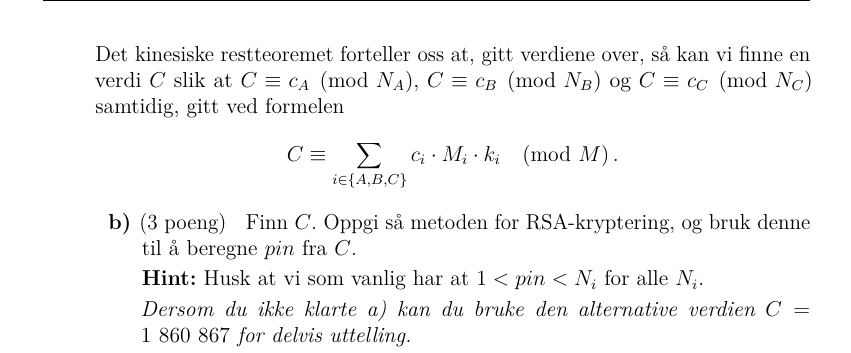 Det kinesiske restteoremet forteller oss at, gitt verdiene over, så kan vi finne en
verdi C slik at C ≡ c_A (mod N_A), C ≡ c_B (mod N_B) og C ≡ c_C (mod N_C)
samtidig, gitt ved formelen
C ≡ ∑_{i∈{A,B,C}} c_i · M_i · k_i (mod M) .
b) (3 poeng) Finn C. Oppgi så metoden for RSA-kryptering, og bruk denne
til å beregne pin fra C.
Hint: Husk at vi som vanlig har at 1 < pin < N_i for alle N_i.
Dersom du ikke klarte a) kan du bruke den alternative verdien C =
1 860 867 for delvis uttelling.